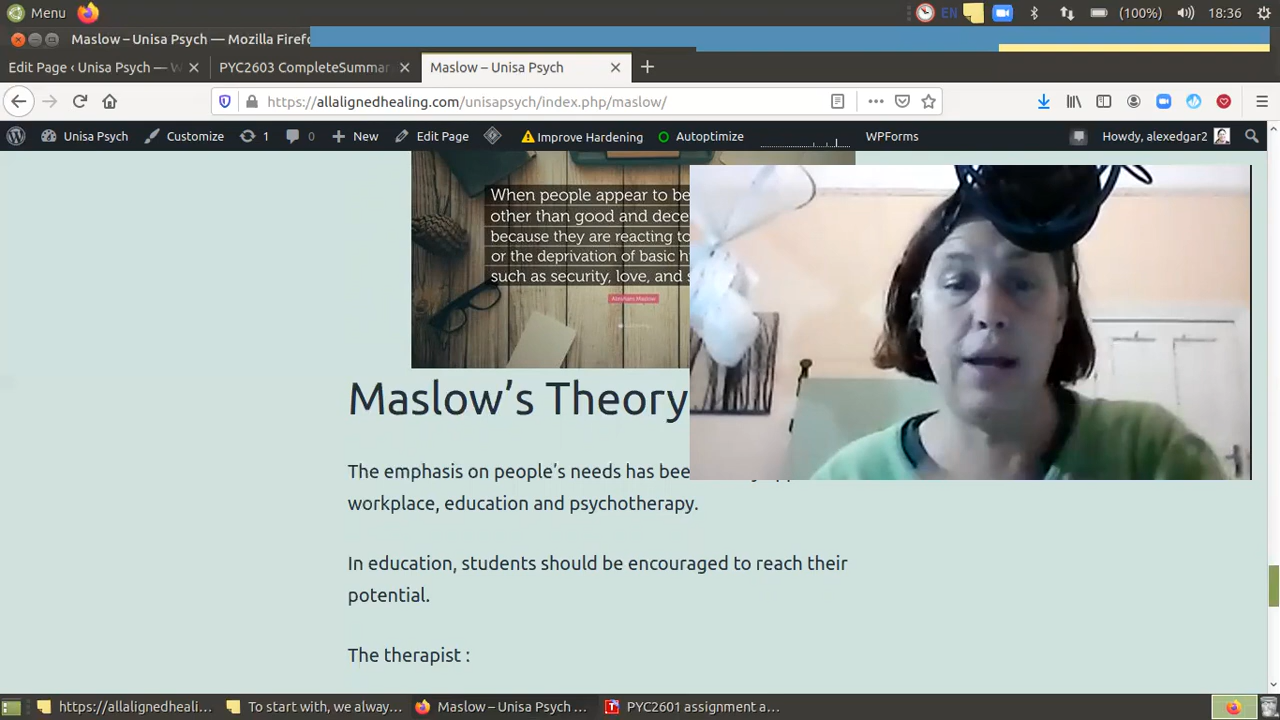 Menu
EN
(100%)
18:36
Maslow – Unisa Psych — Mozilla Firefo
Edit Page ‹ Unisa Psych — W
PYC2603 CompleteSummar
Maslow – Unisa Psych
https://allalignedhealing.com/unisapsych/index.php/maslow/
Unisa Psych
Customize
1
0
New
Edit Page
Improve Hardening
Autoptimize
WPForms
Howdy, alexedgar2
When people appear to be
other than good and dece
because they are reacting to
or the deprivation of basic h
such as security, love, and s
Abraham Maslow
Maslow’s Theory
The emphasis on people’s needs has bee
workplace, education and psychotherapy.
In education, students should be encouraged to reach their
potential.
The therapist :
https://allalignedheali...
To start with, we alway...
Maslow – Unisa Psych ...
PYC2601 assignment a...